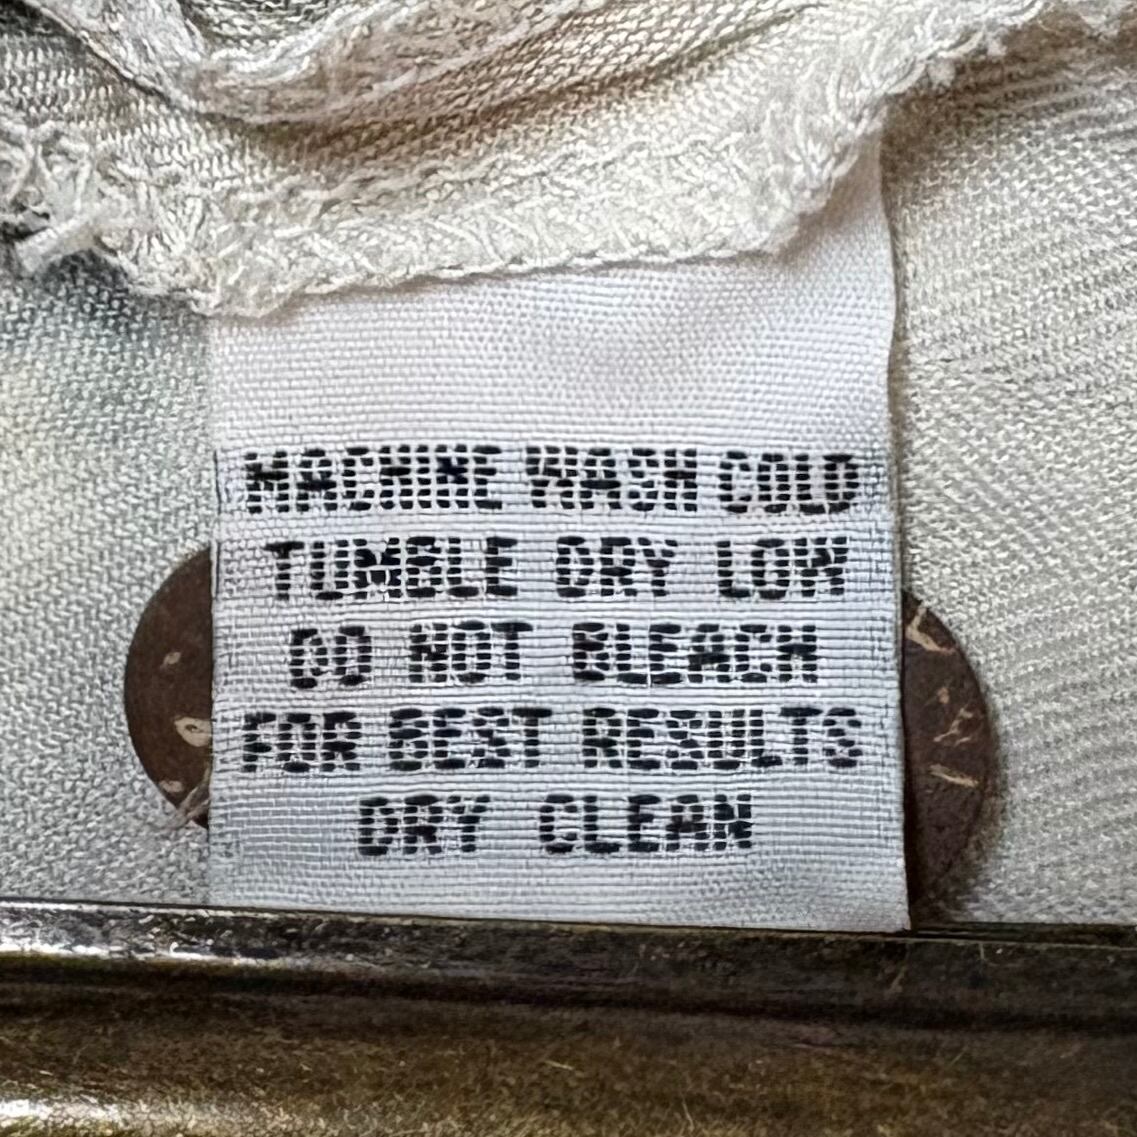 MACHINE WASH COLD
TUMBLE DRY LOW
DO NOT BLEACH
FOR BEST RESULTS
DRY CLEAN